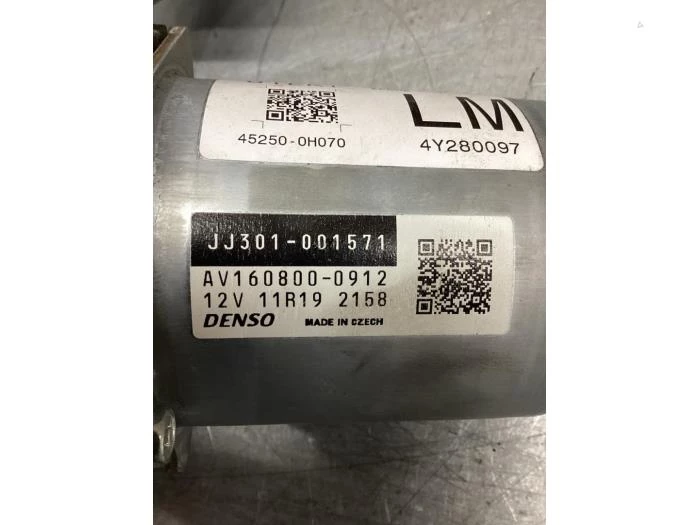 LM
45250-0H070
4Y280097
JJ301-001571
AV160800-0912
12V 11R19 2158
DENSO MADE IN CZECH